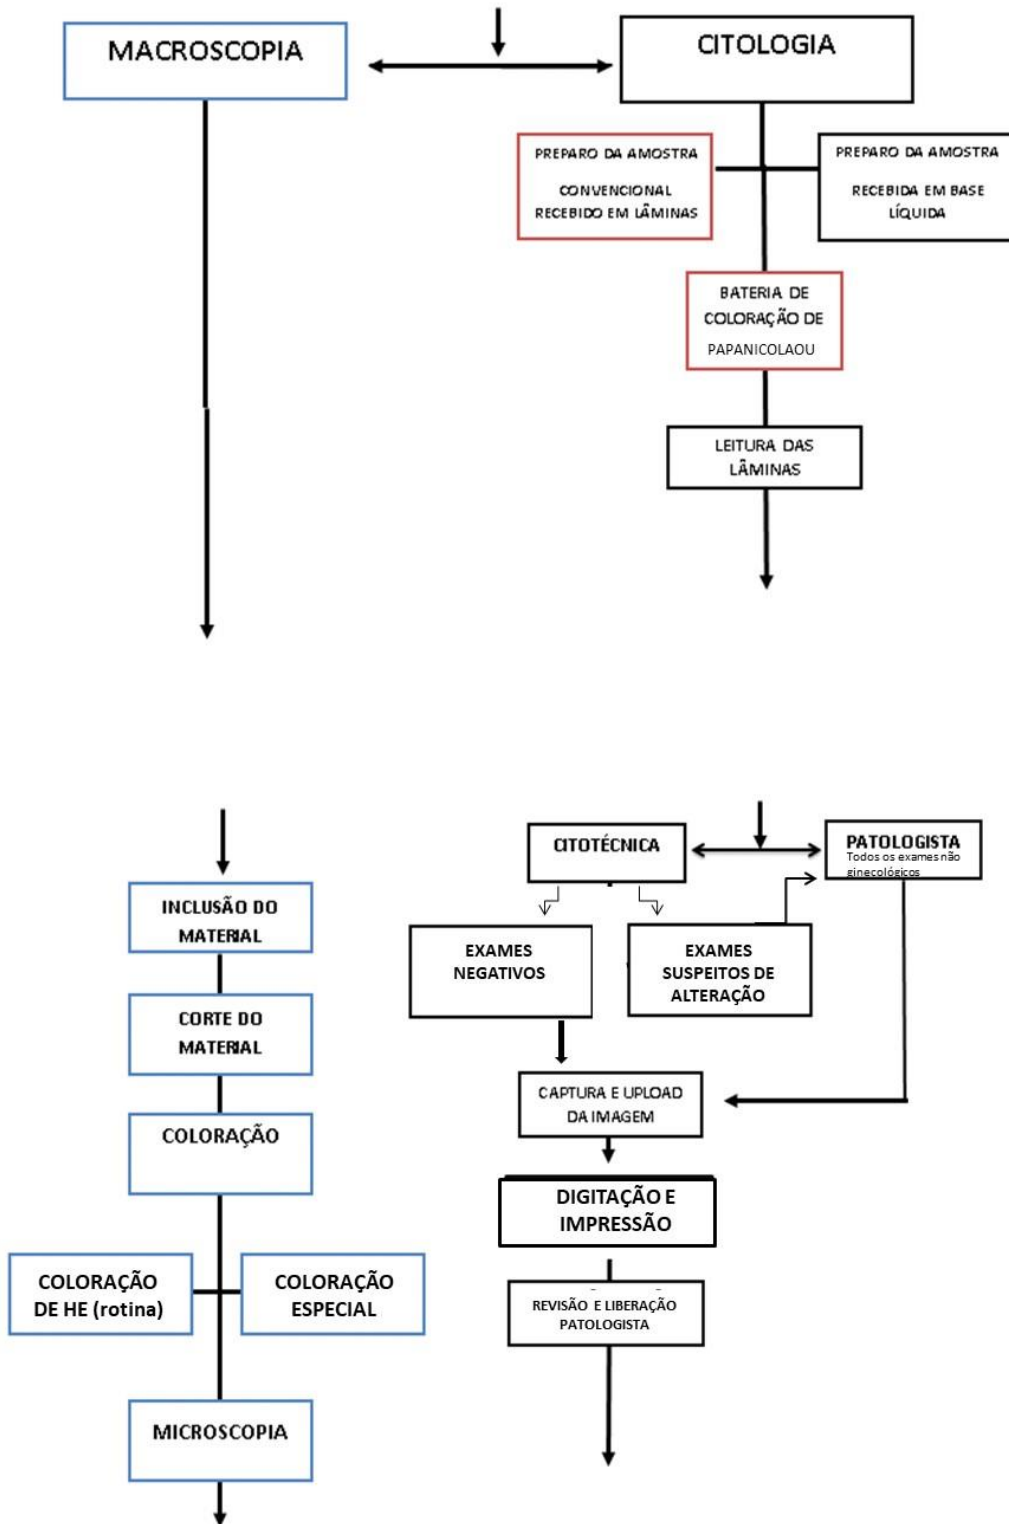 MACROSCOPIA
CITOLOGIA
PREPARO DA AMOSTRA
CONVENCIONAL
RECEBIDO EM LÂMINAS
PREPARO DA AMOSTRA
RECEBIDA EM BASE
LÍQUIDA
BATERIA DE
COLORAÇÃO DE
PAPANICOLAOU
LEITURA DAS
LÂMINAS
INCLUSÃO DO
MATERIAL
CORTE DO
MATERIAL
COLORAÇÃO
COLORAÇÃO
DE HE (rotina)
COLORAÇÃO
ESPECIAL
MICROSCOPIA
CITOTÉCNICA
PATOLOGISTA
Todos os exames não
ginecológicos
EXAMES
NEGATIVOS
EXAMES
SUSPEITOS DE
ALTERAÇÃO
CAPTURA E UPLOAD
DA IMAGEM
DIGITAÇÃO E
IMPRESSÃO
REVISÃO E LIBERAÇÃO
PATOLOGISTA